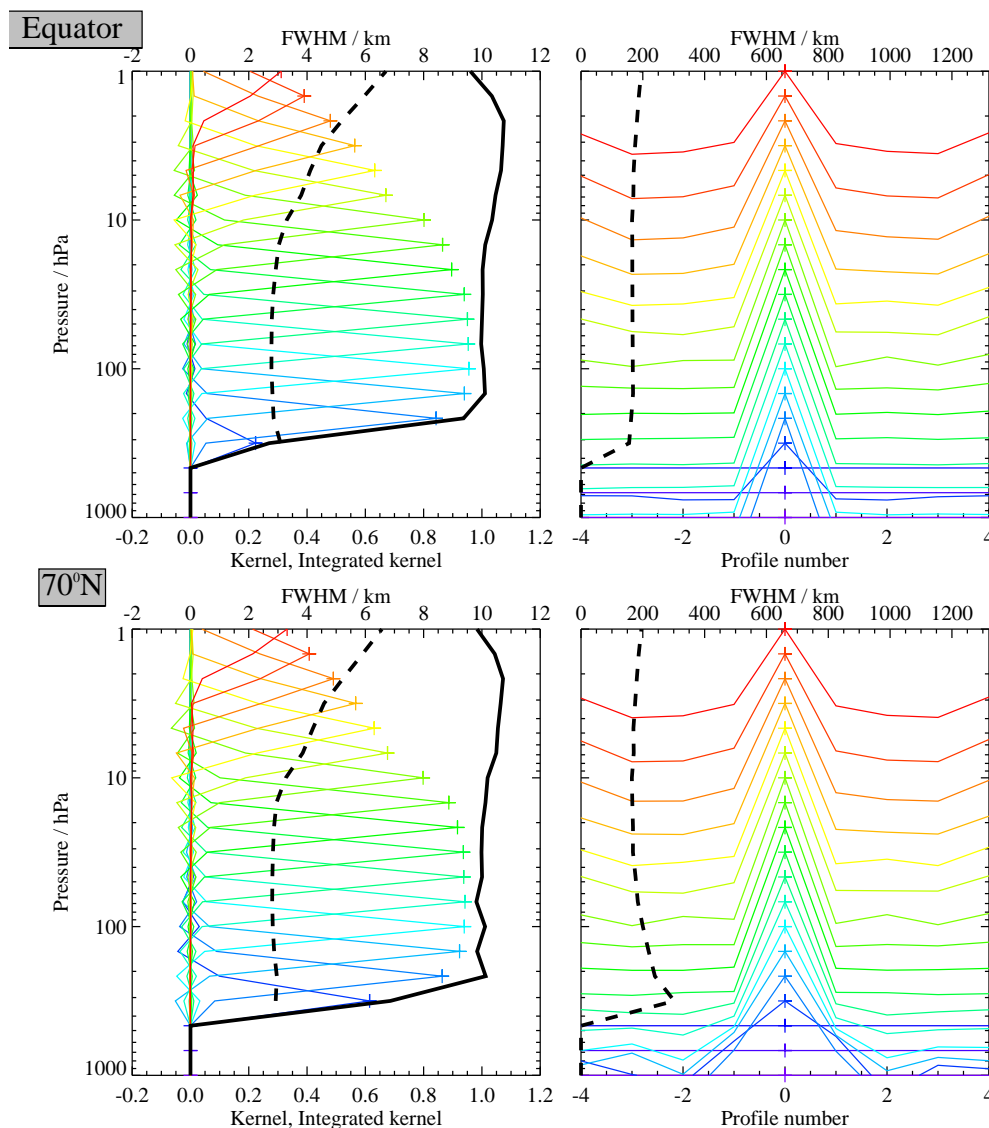 Equator
FWHM / km
-2 0 2 4 6 8 10 12
1
10
100
1000
Pressure / hPa
-0.2 0.0 0.2 0.4 0.6 0.8 1.0 1.2
Kernel, Integrated kernel
FWHM / km
0 200 400 600 800 1000 1200
-4 -2 0 2 4
Profile number
70⁰N
FWHM / km
-2 0 2 4 6 8 10 12
1
10
100
1000
Pressure / hPa
-0.2 0.0 0.2 0.4 0.6 0.8 1.0 1.2
Kernel, Integrated kernel
FWHM / km
0 200 400 600 800 1000 1200
-4 -2 0 2 4
Profile number